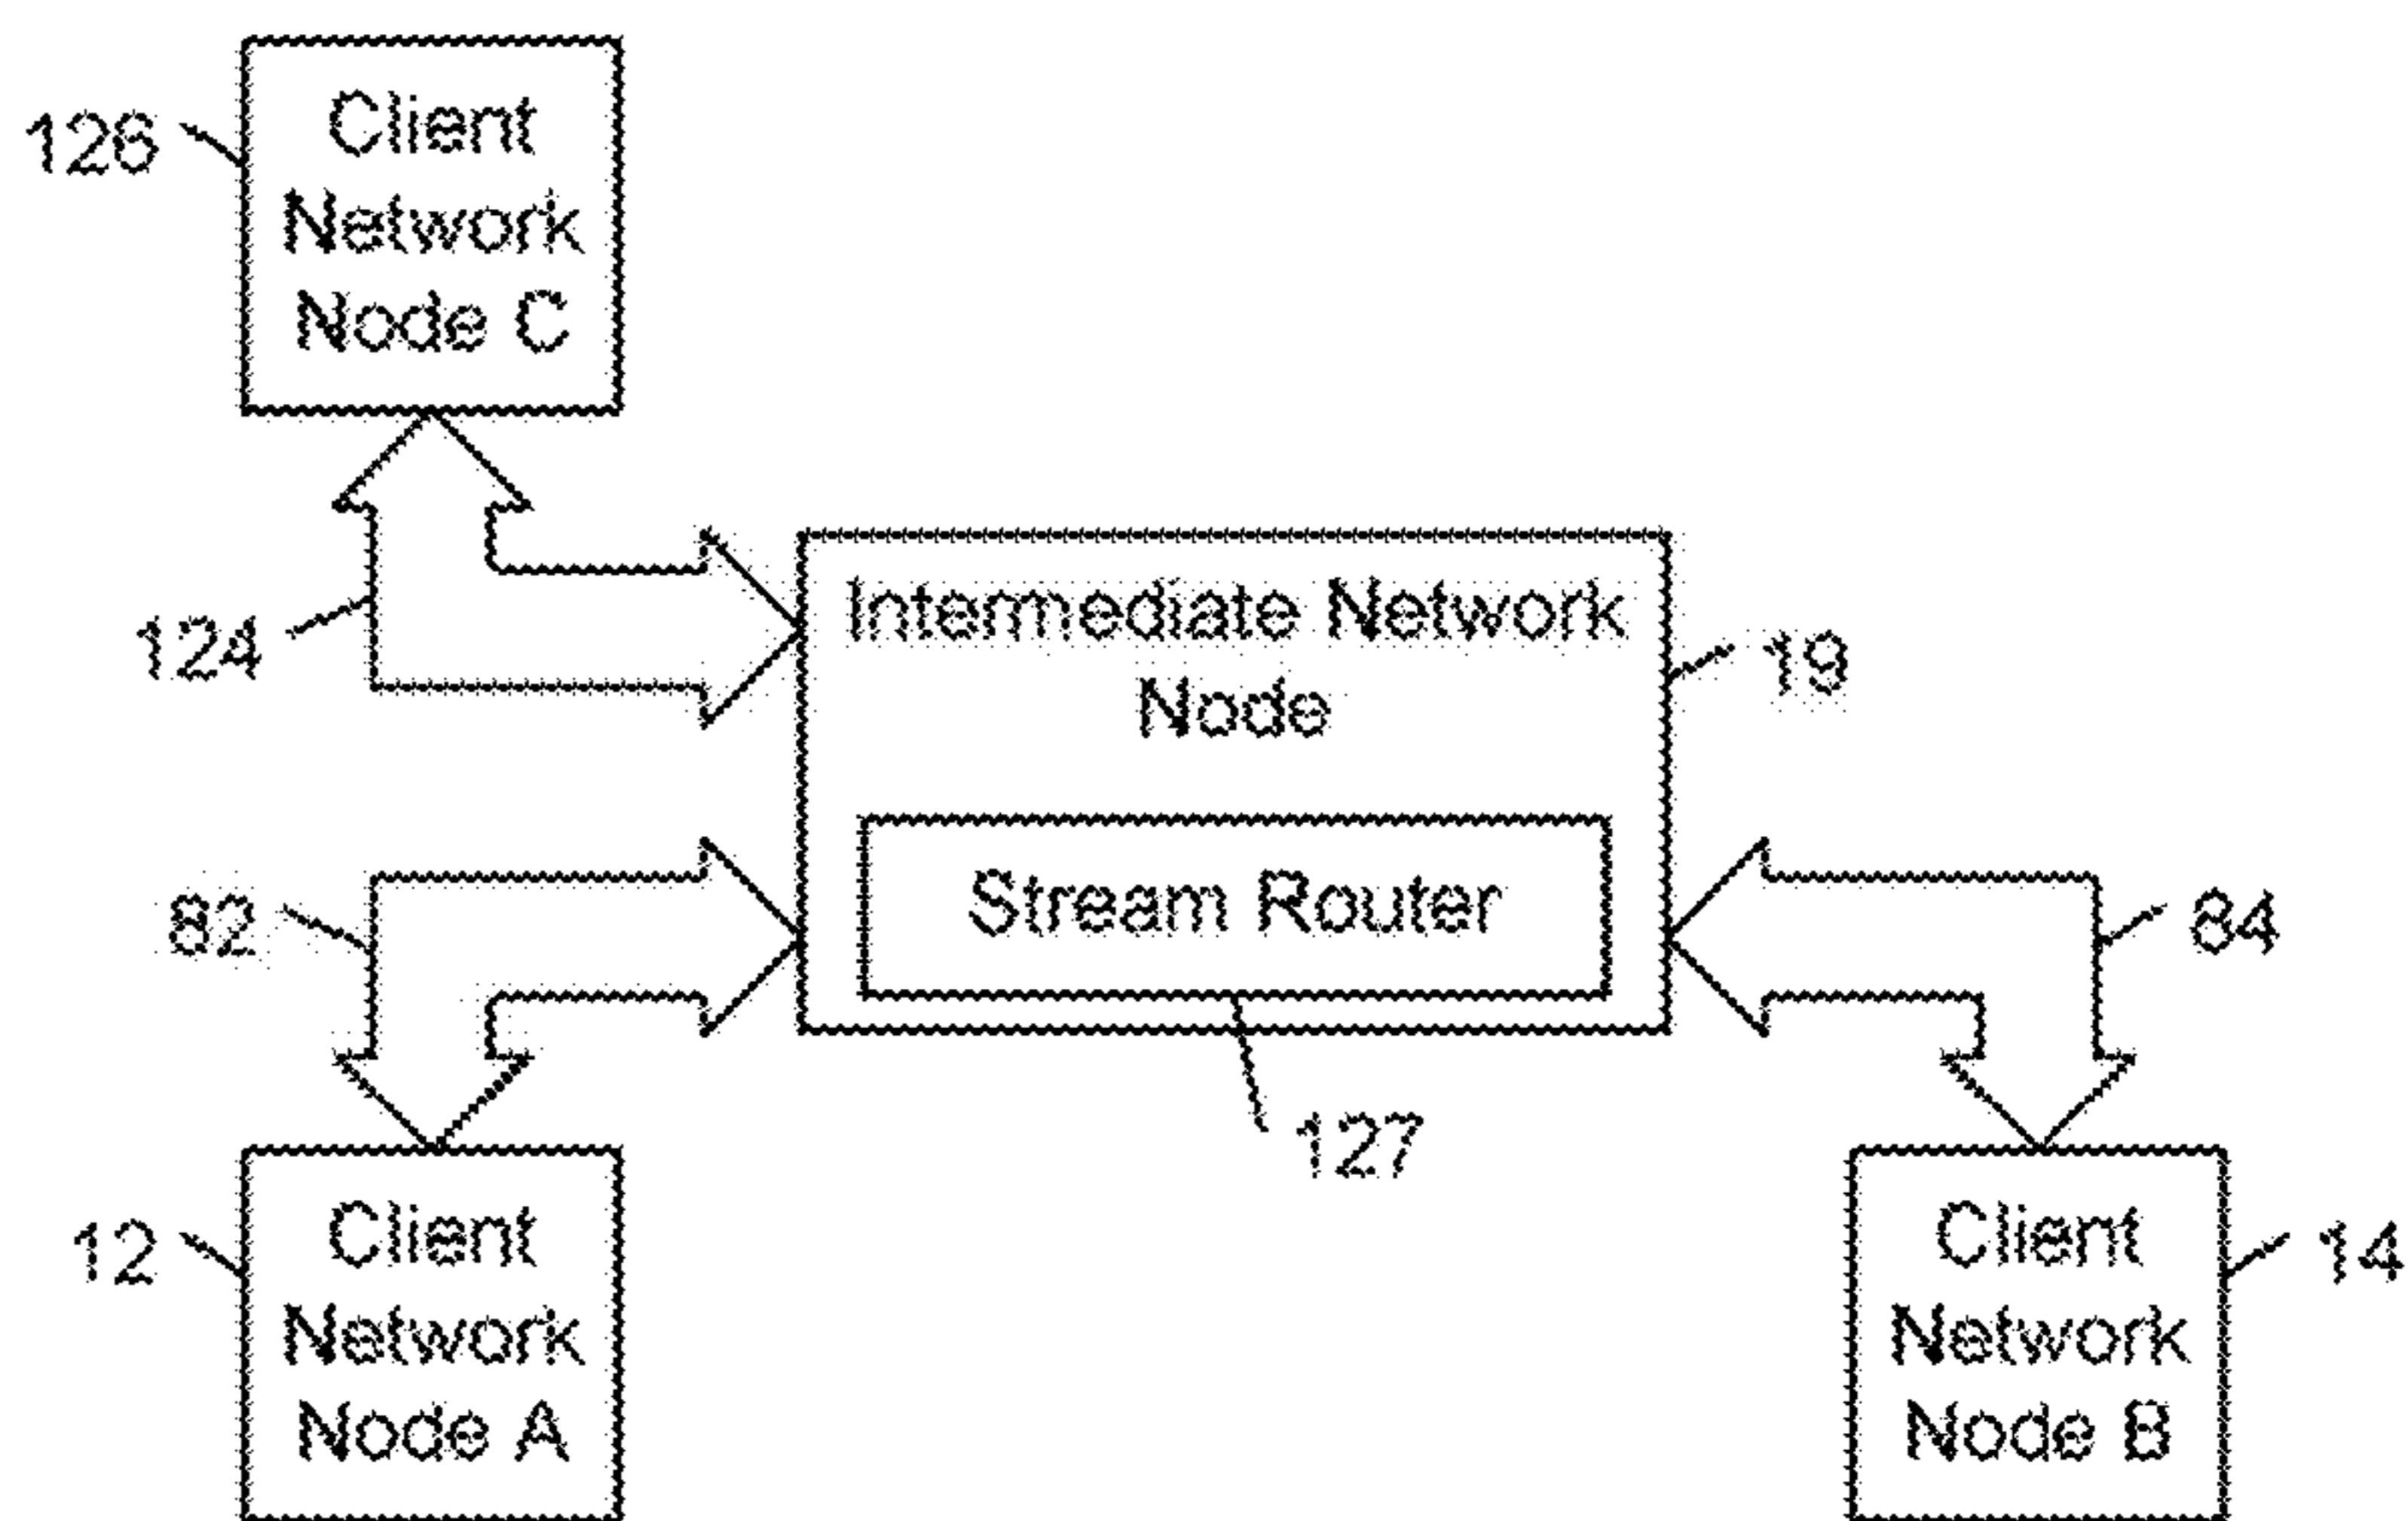 126
Client
Network
Node C
124
Intermediate Network
Node
19
Stream Router
82
84
127
12
Client
Network
Node A
Client
Network
Node B
14